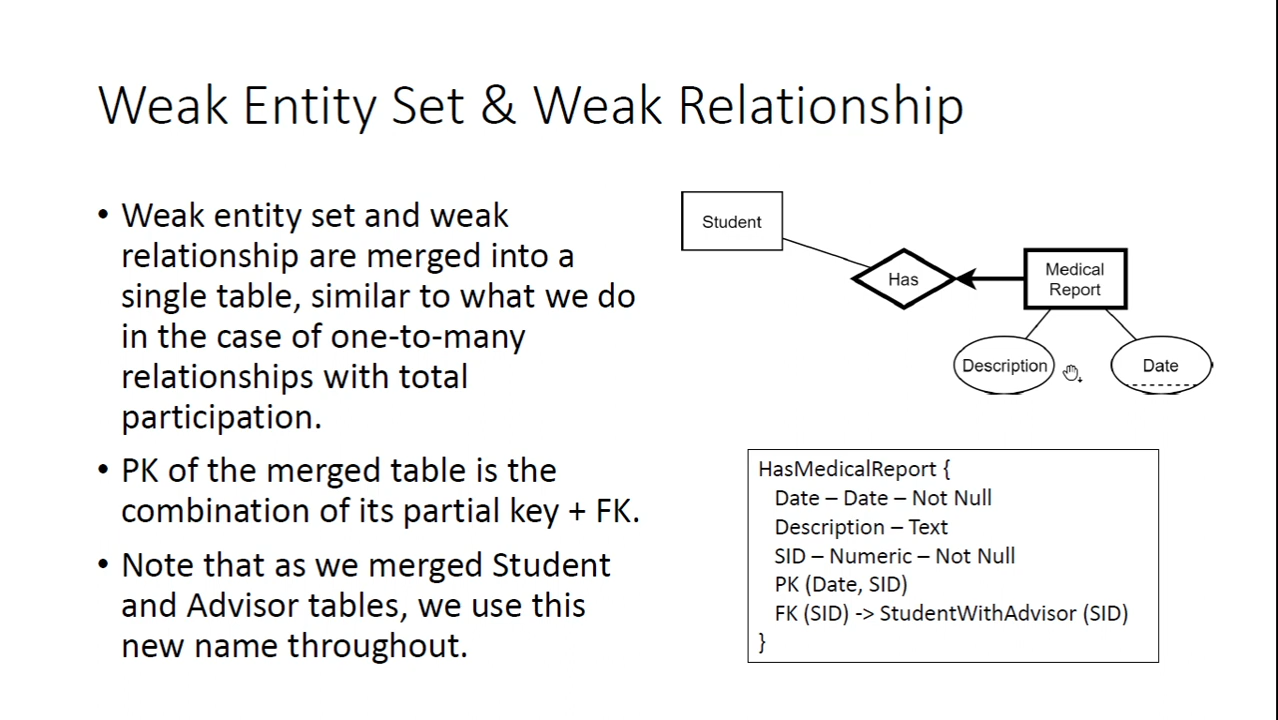 Weak Entity Set & Weak Relationship
• Weak entity set and weak
relationship are merged into a
single table, similar to what we do
in the case of one-to-many
relationships with total
participation.
• PK of the merged table is the
combination of its partial key + FK.
• Note that as we merged Student
and Advisor tables, we use this
new name throughout.
Student
Has
Medical
Report
Description
Date
HasMedicalReport {
Date – Date – Not Null
Description – Text
SID – Numeric – Not Null
PK (Date, SID)
FK (SID) -> StudentWithAdvisor (SID)
}